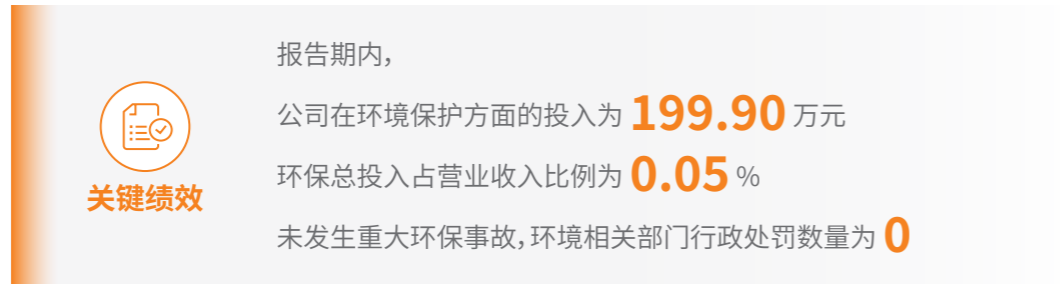 报告期内,
公司在环境保护方面的投入为 199.90 万元
环保总投入占营业收入比例为 0.05 %
关键绩效
未发生重大环保事故,环境相关部门行政处罚数量为 0